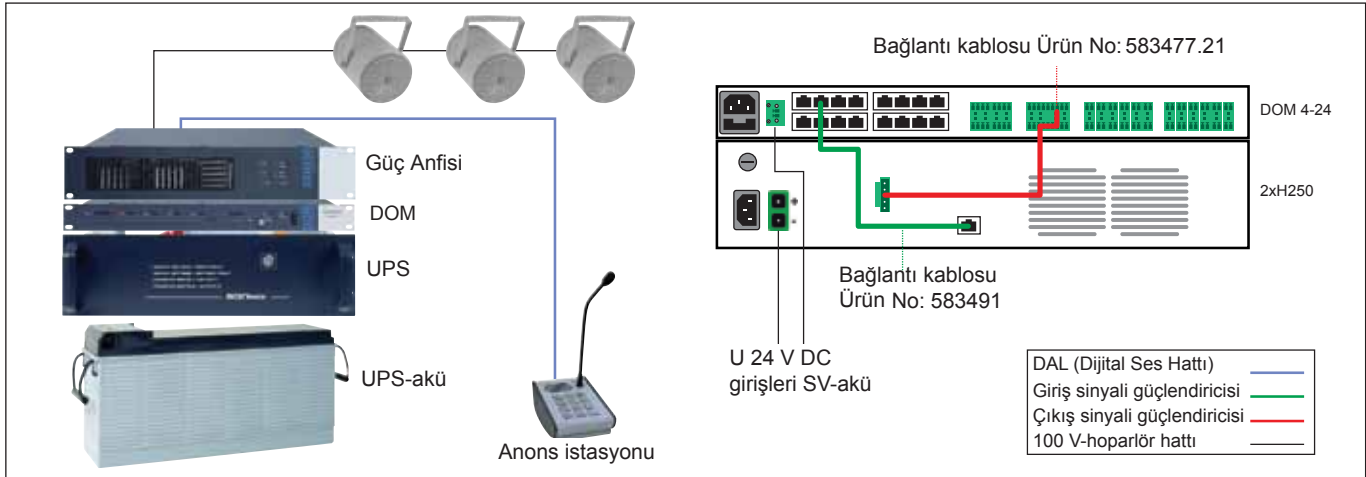 Güç Anfisi
DOM
UPS
UPS-akü
Anons istasyonu
Bağlantı kablosu Ürün No: 583477.21
DOM 4-24
2xH250
Bağlantı kablosu
Ürün No: 583491
U 24 V DC
girişleri SV-akü
DAL (Dijital Ses Hattı)
Giriş sinyali güçlendiricisi
Çıkış sinyali güçlendiricisi
100 V-hoparlör hattı